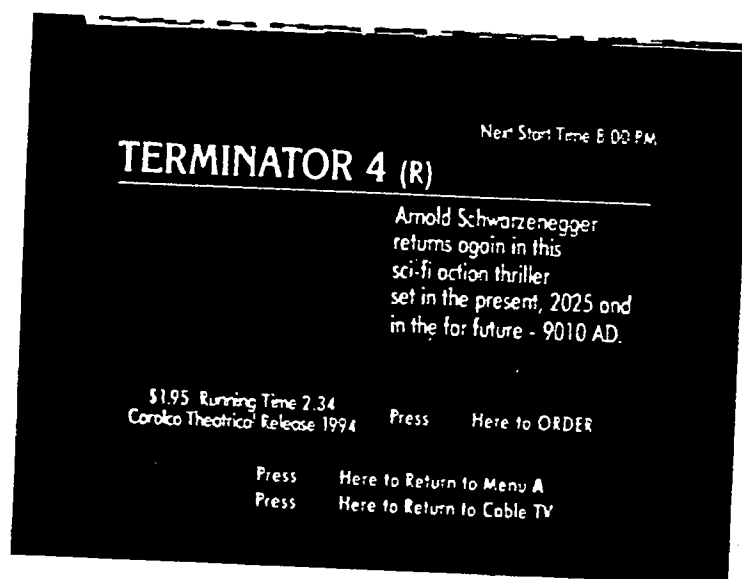 Next Start Time 8:00 PM
TERMINATOR 4 (R)
Arnold Schwarzenegger
returns again in this
sci-fi action thriller
set in the present, 2025 and
in the far future - 9010 AD.
$1.95 Running Time 2.34
Carolco Theatrical Release 1994
Press Here to ORDER
Press Here to Return to Menu A
Press Here to Return to Cable TV